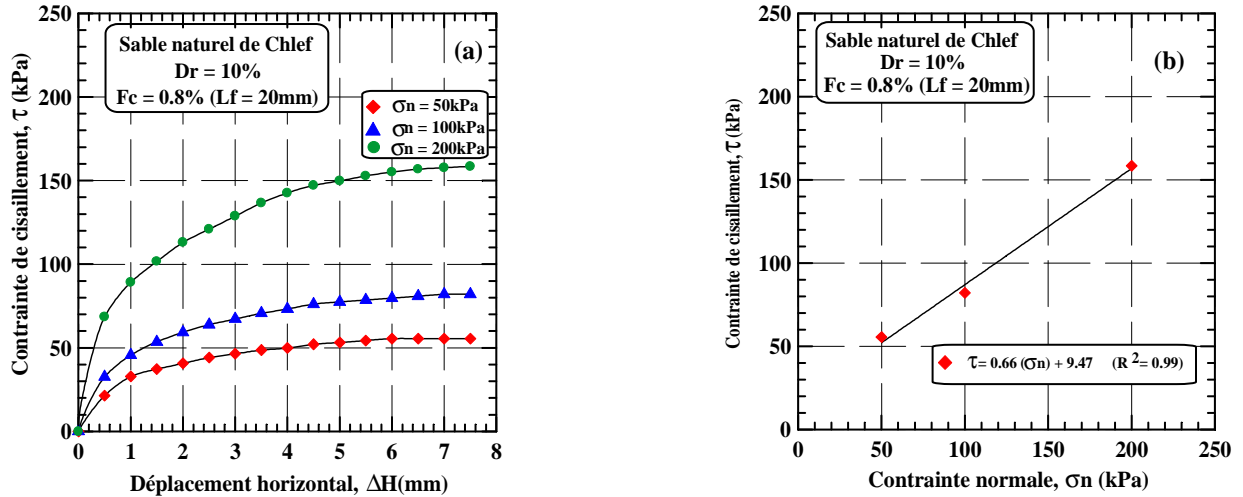 250
200
150
100
50
0
Contrainte de cisaillement, τ (kPa)
Sable naturel de Chlef
Dr = 10%
Fc = 0.8% (Lf = 20mm)
(a)
σn = 50kPa
σn = 100kPa
σn = 200kPa
0 1 2 3 4 5 6 7 8
Déplacement horizontal, ΔH(mm)
250
200
150
100
50
0
Contrainte de cisaillement, τ (kPa)
Sable naturel de Chlef
Dr = 10%
Fc = 0.8% (Lf = 20mm)
(b)
τ = 0.66 (σn) + 9.47 (R² = 0.99)
0 50 100 150 200 250
Contrainte normale, σn (kPa)